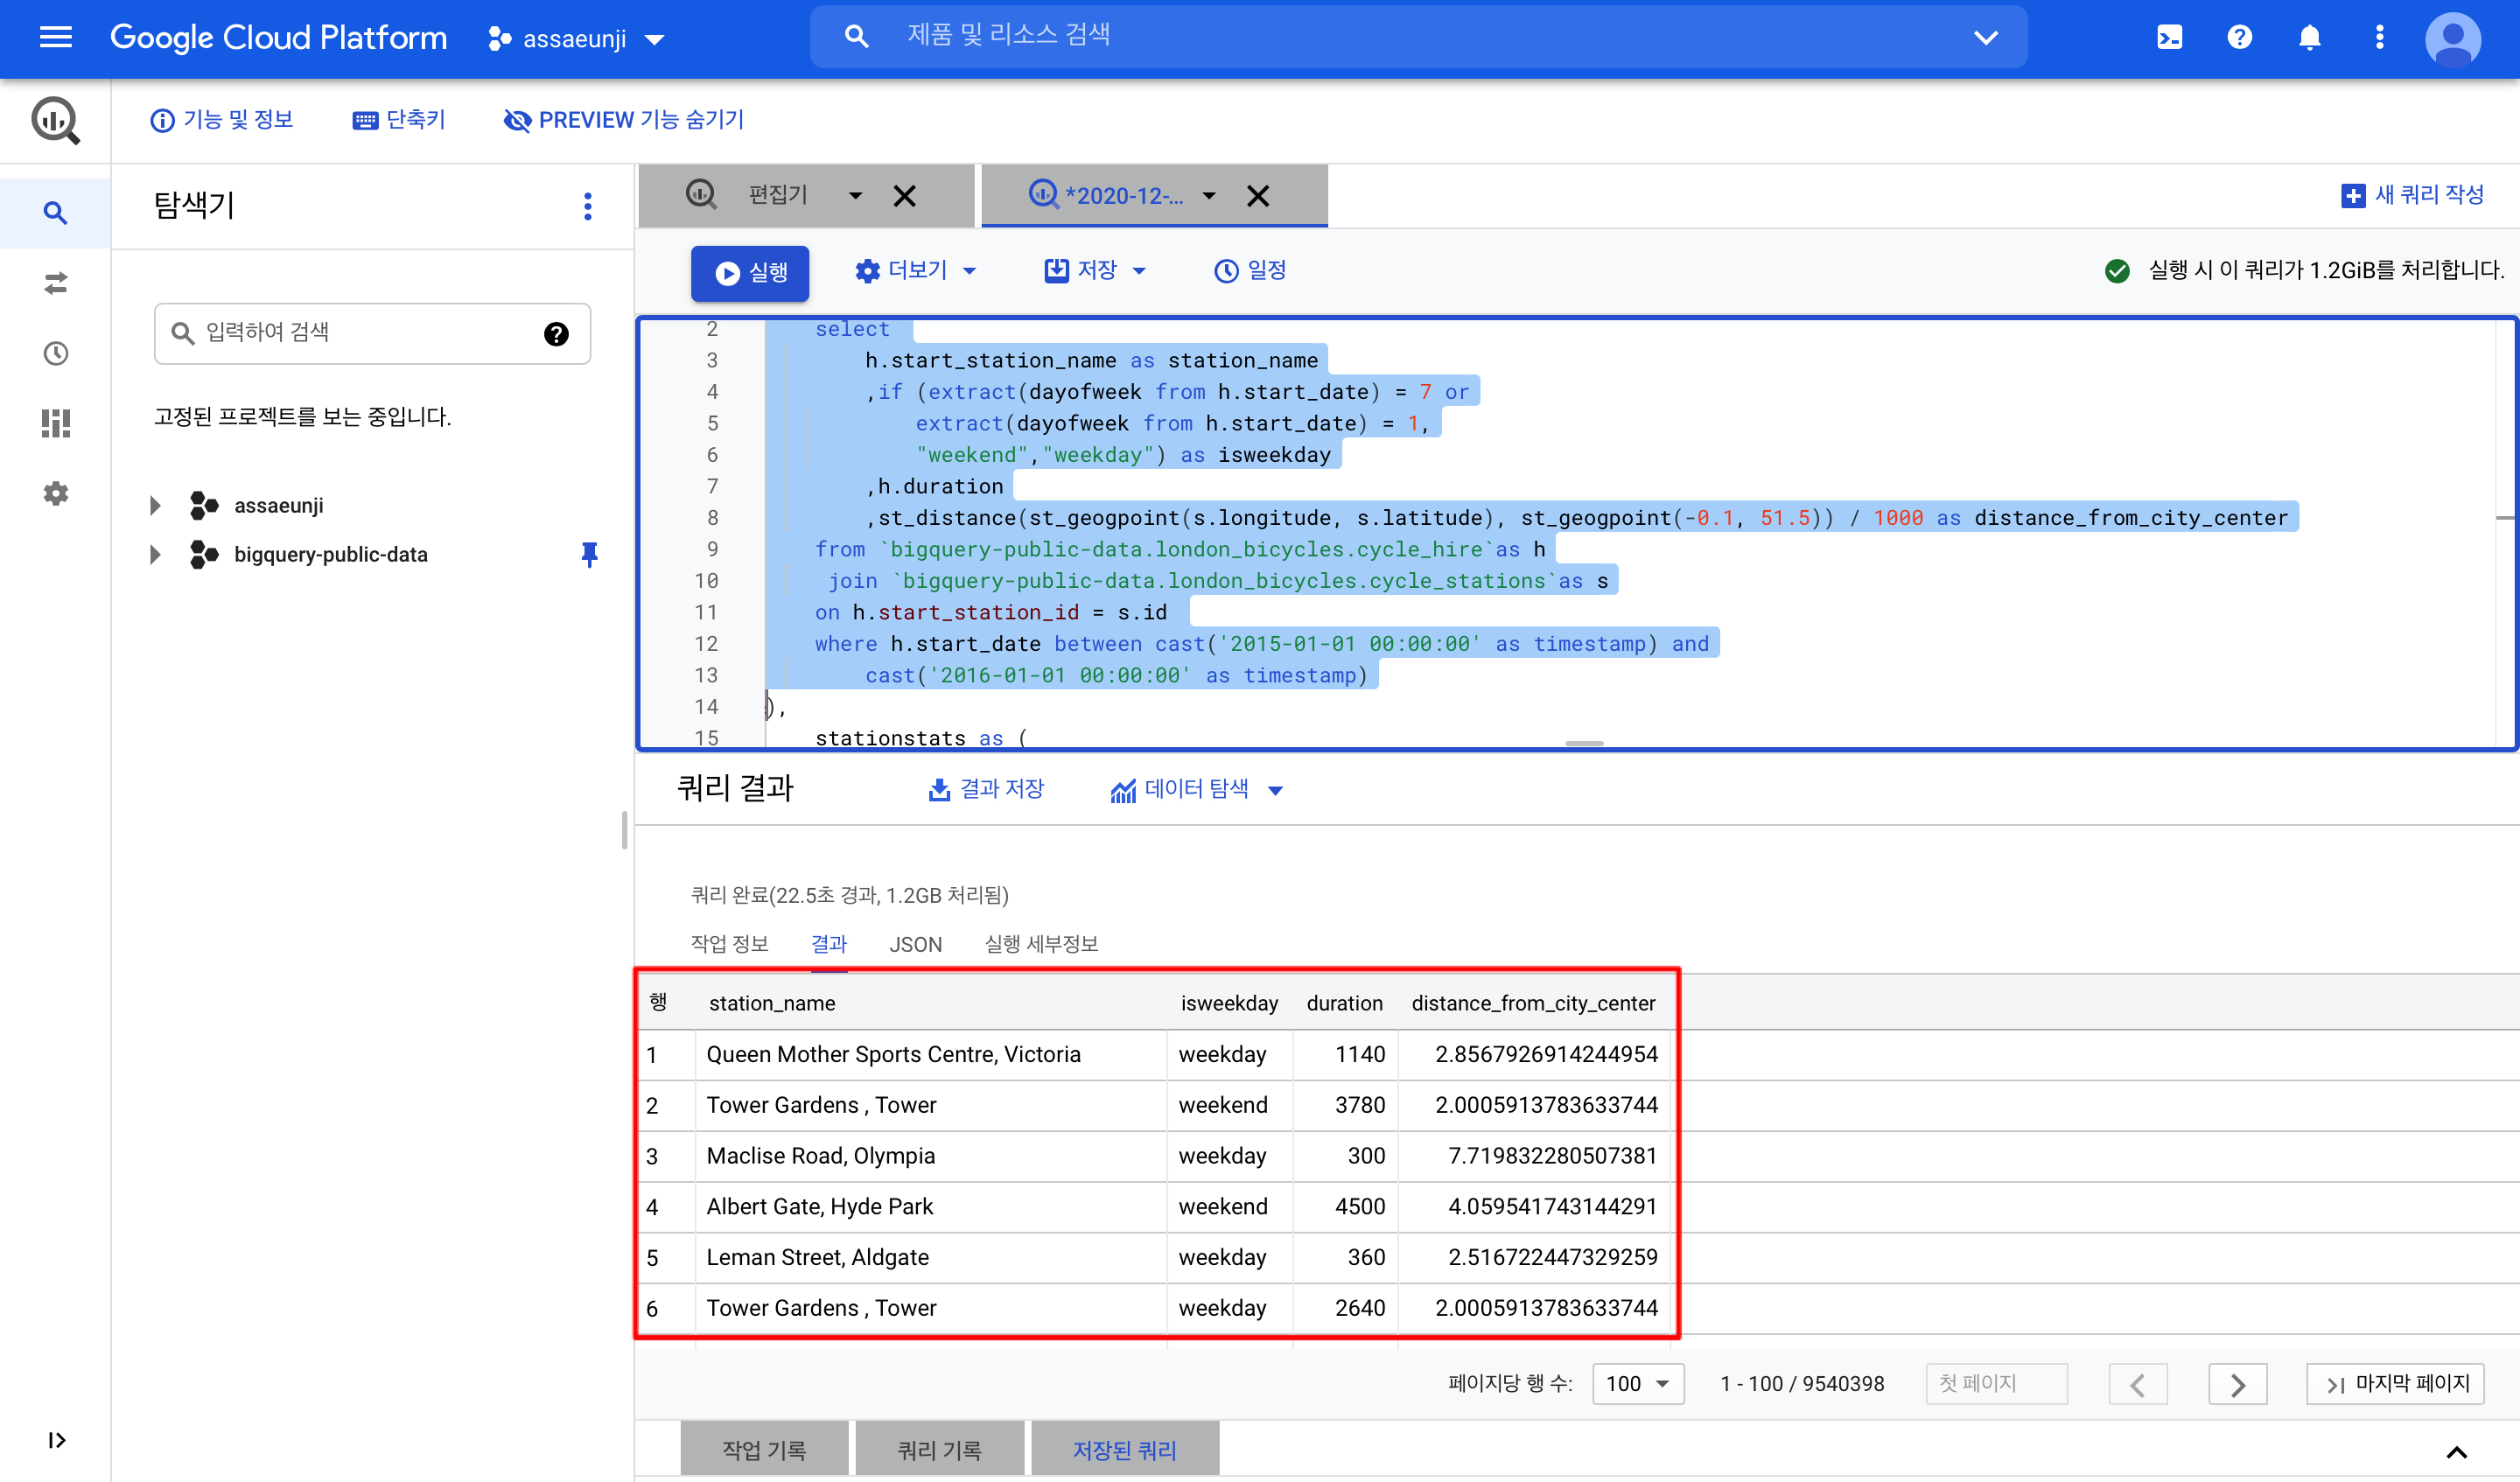 Google Cloud Platform assaeunji 제품 및 리소스 검색
기능 및 정보 단축키 PREVIEW 기능 숨기기
탐색기 편집기 *2020-12-... 새 쿼리 작성
실행 더보기 저장 일정 실행 시 이 쿼리가 1.2GiB를 처리합니다.
입력하여 검색
고정된 프로젝트를 보는 중입니다.
assaeunji
bigquery-public-data
2 select
3 h.start_station_name as station_name
4 ,if (extract(dayofweek from h.start_date) = 7 or
5 extract(dayofweek from h.start_date) = 1,
6 "weekend","weekday") as isweekday
7 ,h.duration
8 ,st_distance(st_geogpoint(s.longitude, s.latitude), st_geogpoint(-0.1, 51.5)) / 1000 as distance_from_city_center
9 from `bigquery-public-data.london_bicycles.cycle_hire`as h
10 join `bigquery-public-data.london_bicycles.cycle_stations`as s
11 on h.start_station_id = s.id
12 where h.start_date between cast('2015-01-01 00:00:00' as timestamp) and
13 cast('2016-01-01 00:00:00' as timestamp)
14 ),
15 stationstats as (
쿼리 결과 결과 저장 데이터 탐색
쿼리 완료(22.5초 경과, 1.2GB 처리됨)
작업 정보 결과 JSON 실행 세부정보
행 station_name isweekday duration distance_from_city_center
1 Queen Mother Sports Centre, Victoria weekday 1140 2.8567926914244954
2 Tower Gardens , Tower weekend 3780 2.0005913783633744
3 Maclise Road, Olympia weekday 300 7.719832280507381
4 Albert Gate, Hyde Park weekend 4500 4.059541743144291
5 Leman Street, Aldgate weekday 360 2.516722447329259
6 Tower Gardens , Tower weekday 2640 2.0005913783633744
페이지당 행 수: 100 1 - 100 / 9540398 첫 페이지 마지막 페이지
작업 기록 쿼리 기록 저장된 쿼리